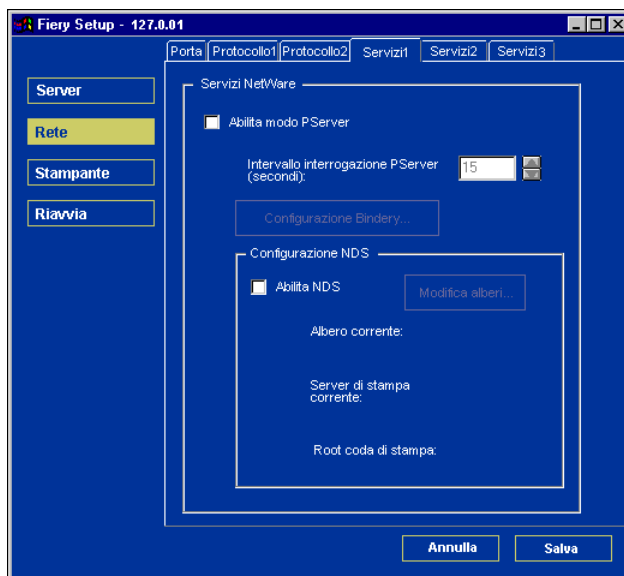 Fiery Setup - 127.0.01
Porta Protocollo1 Protocollo2 Servizi1 Servizi2 Servizi3
Server
Rete
Stampante
Riavvia
Servizi NetWare
Abilita modo PServer
Intervallo interrogazione PServer
(secondi):
15
Configurazione Bindery...
Configurazione NDS
Abilita NDS
Modifica alberi...
Albero corrente:
Server di stampa
corrente:
Root coda di stampa:
Annulla
Salva